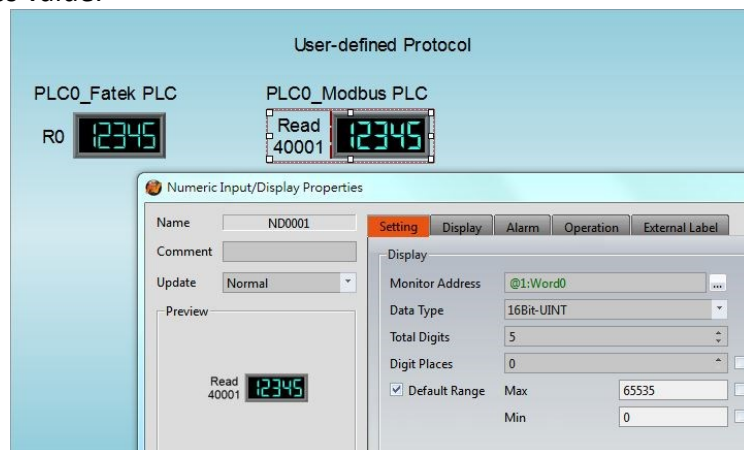 User-defined Protocol
PLC0_Fatek PLC
PLC0_Modbus PLC
R0
12345
Read
40001
12345
Numeric Input/Display Properties
Name
ND0001
Comment
Update
Normal
Preview
Read
40001
12345
Setting
Display
Alarm
Operation
External Label
Display
Monitor Address
@1:Word0
...
Data Type
16Bit-UINT
Total Digits
5
Digit Places
0
Default Range
Max
65535
Min
0